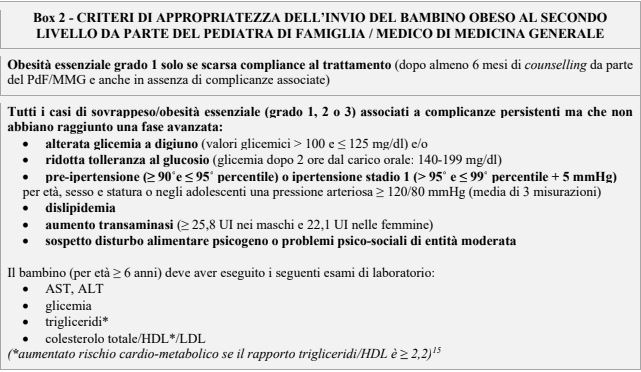 Box 2 - CRITERI DI APPROPRIATEZZA DELL’INVIO DEL BAMBINO OBESO AL SECONDO
LIVELLO DA PARTE DEL PEDIATRA DI FAMIGLIA / MEDICO DI MEDICINA GENERALE
Obesità essenziale grado 1 solo se scarsa compliance al trattamento (dopo almeno 6 mesi di counselling da parte
del PdF/MMG e anche in assenza di complicanze associate)
Tutti i casi di sovrappeso/obesità essenziale (grado 1, 2 o 3) associati a complicanze persistenti ma che non
abbiano raggiunto una fase avanzata:
• alterata glicemia a digiuno (valori glicemici > 100 e ≤ 125 mg/dl) e/o
• ridotta tolleranza al glucosio (glicemia dopo 2 ore dal carico orale: 140-199 mg/dl)
• pre-ipertensione (≥ 90° e ≤ 95° percentile) o ipertensione stadio 1 (> 95° e ≤ 99° percentile + 5 mmHg)
per età, sesso e statura o negli adolescenti una pressione arteriosa ≥ 120/80 mmHg (media di 3 misurazioni)
• dislipidemia
• aumento transaminasi (≥ 25,8 UI nei maschi e 22,1 UI nelle femmine)
• sospetto disturbo alimentare psicogeno o problemi psico-sociali di entità moderata
Il bambino (per età ≥ 6 anni) deve aver eseguito i seguenti esami di laboratorio:
• AST, ALT
• glicemia
• trigliceridi*
• colesterolo totale/HDL*/LDL
(*aumentato rischio cardio-metabolico se il rapporto trigliceridi/HDL è ≥ 2,2)15